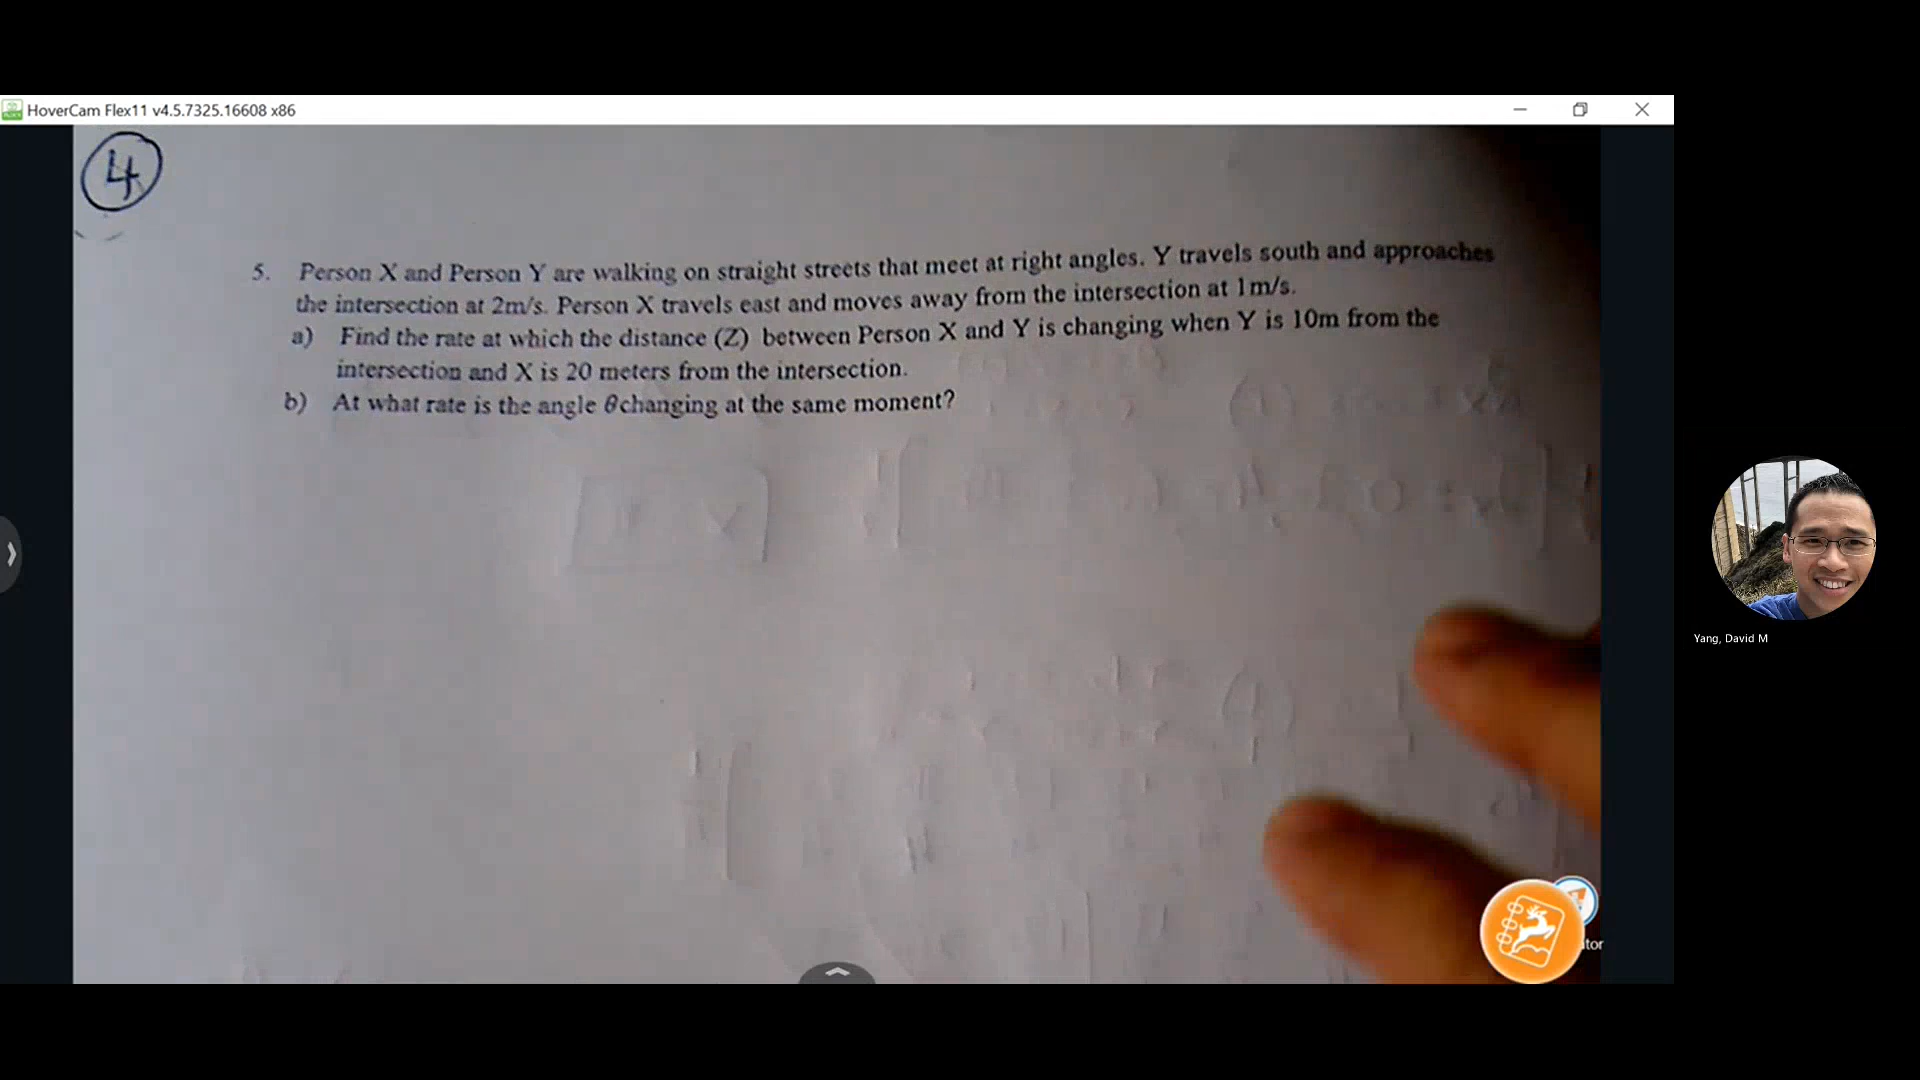 HoverCam Flex11 v4.5.7325.16608 x86
4
5. Person X and Person Y are walking on straight streets that meet at right angles. Y travels south and approaches
the intersection at 2m/s. Person X travels east and moves away from the intersection at 1m/s.
a) Find the rate at which the distance (Z) between Person X and Y is changing when Y is 10m from the
intersection and X is 20 meters from the intersection.
b) At what rate is the angle θ changing at the same moment?
Yang, David M